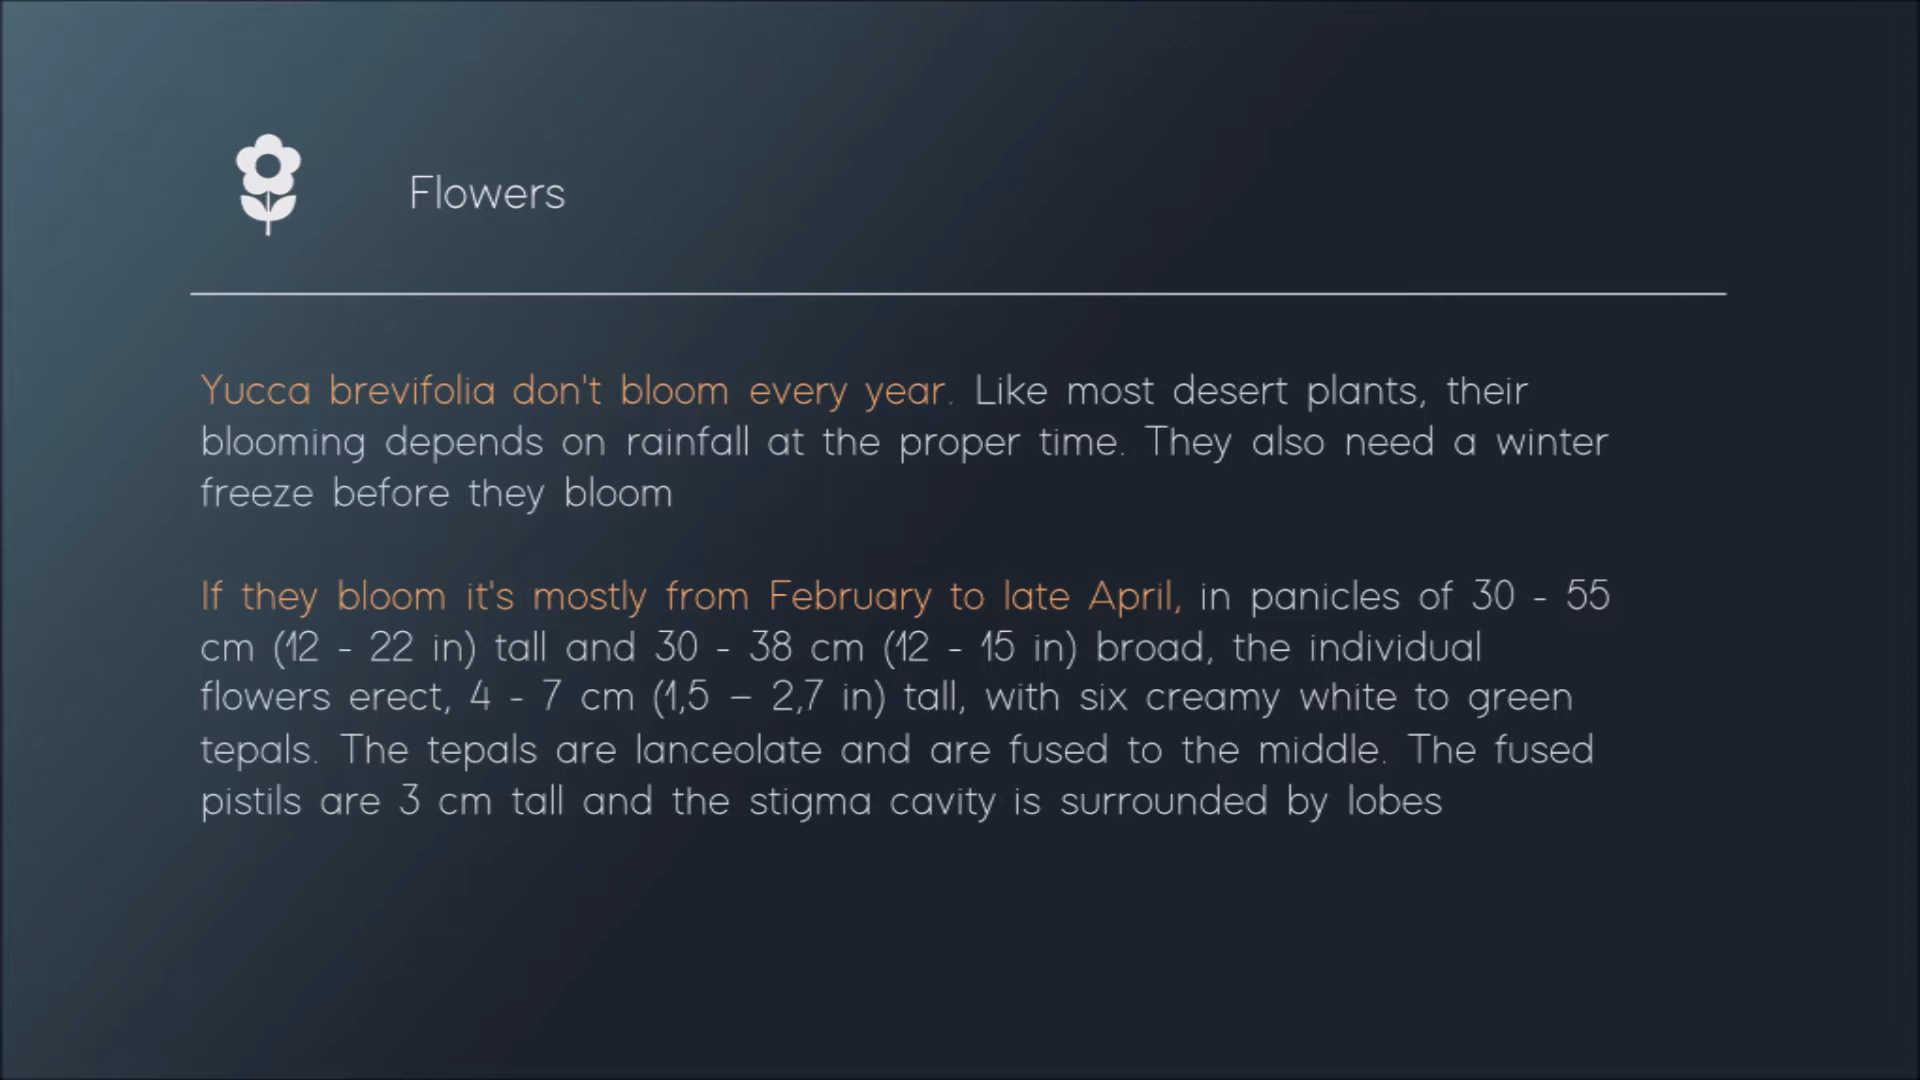 Flowers
Yucca brevifolia don't bloom every year. Like most desert plants, their
blooming depends on rainfall at the proper time. They also need a winter
freeze before they bloom
If they bloom it's mostly from February to late April, in panicles of 30 - 55
cm (12 - 22 in) tall and 30 - 38 cm (12 - 15 in) broad, the individual
flowers erect, 4 - 7 cm (1,5 – 2,7 in) tall, with six creamy white to green
tepals. The tepals are lanceolate and are fused to the middle. The fused
pistils are 3 cm tall and the stigma cavity is surrounded by lobes